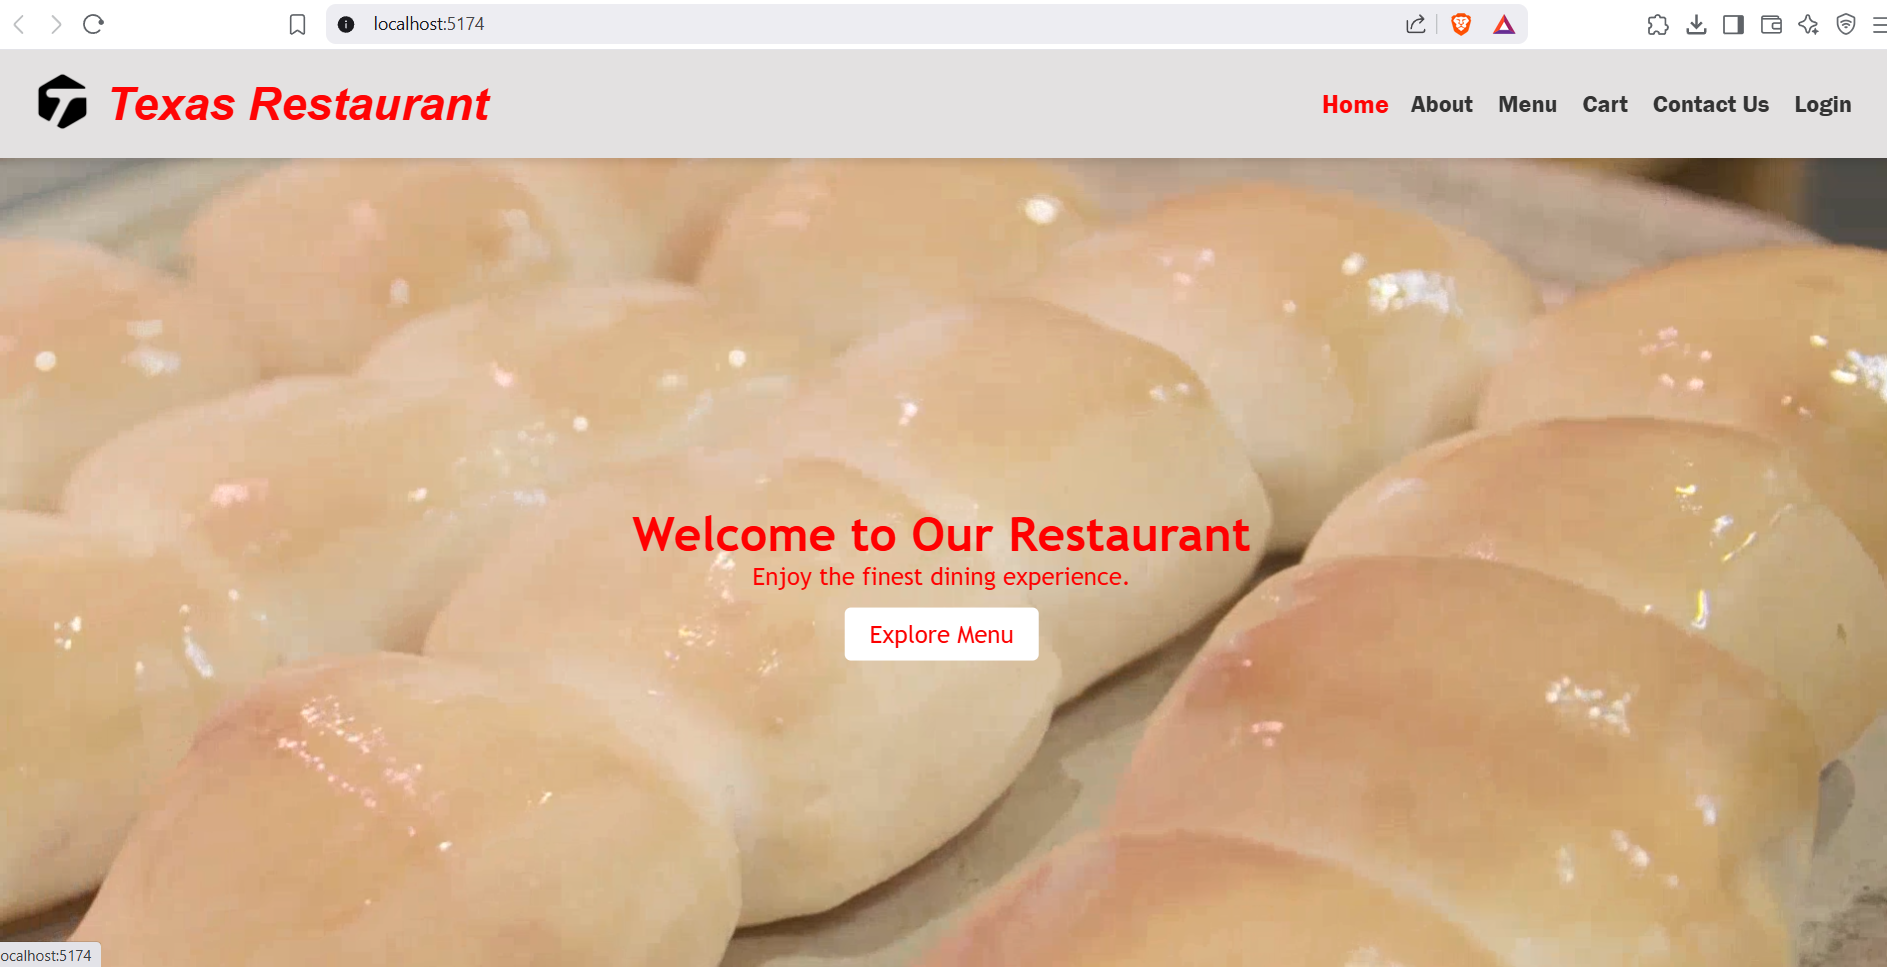 localhost:5174
Texas Restaurant
Home About Menu Cart Contact Us Login
Welcome to Our Restaurant
Enjoy the finest dining experience.
Explore Menu
ocalhost:5174